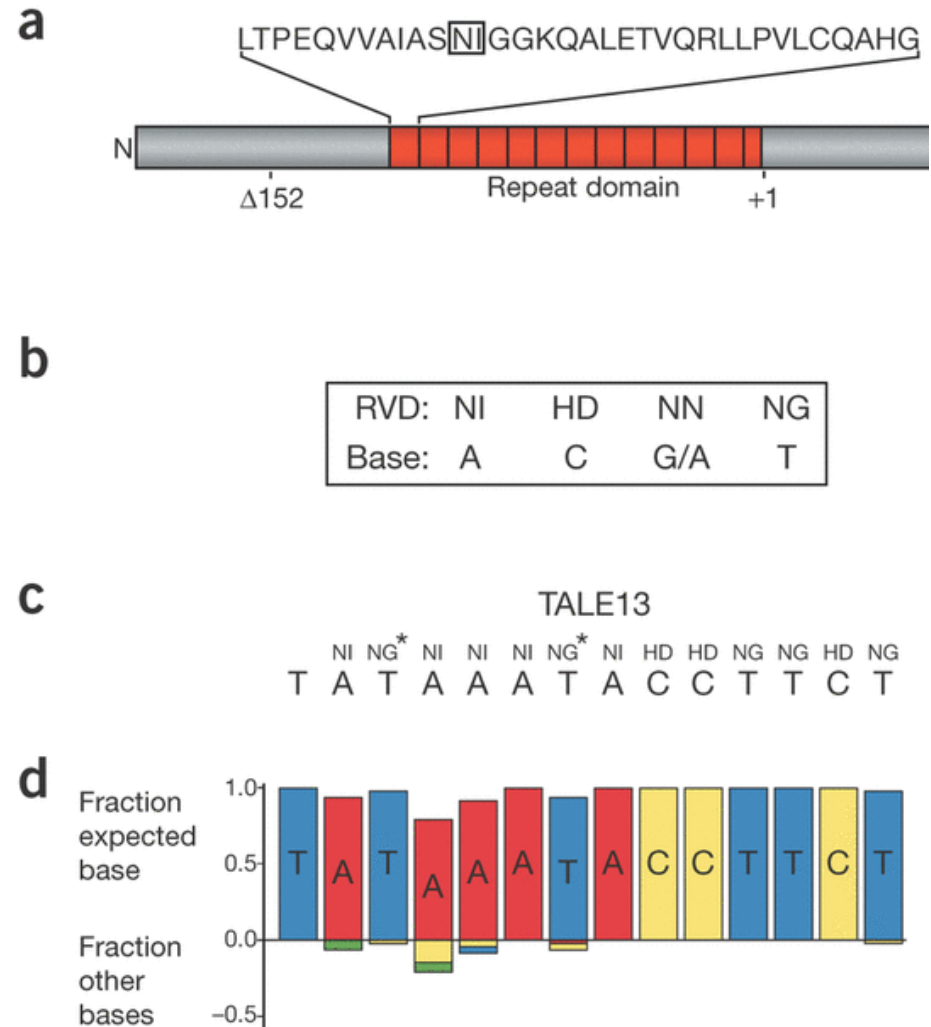 a
LTPEQVVAIASNIGGKQALETVQRLLPVLCQAHG
N
Δ152
Repeat domain
+1
b
RVD: NI HD NN NG
Base: A C G/A T
c
TALE13
NI NG* NI NI NI NG* NI HD HD NG NG HD NG
T A T A A A T A C C T T C T
d
Fraction expected base
1.0
0.5
0.0
T A T A A A T A C C T T C T
Fraction other bases
−0.5